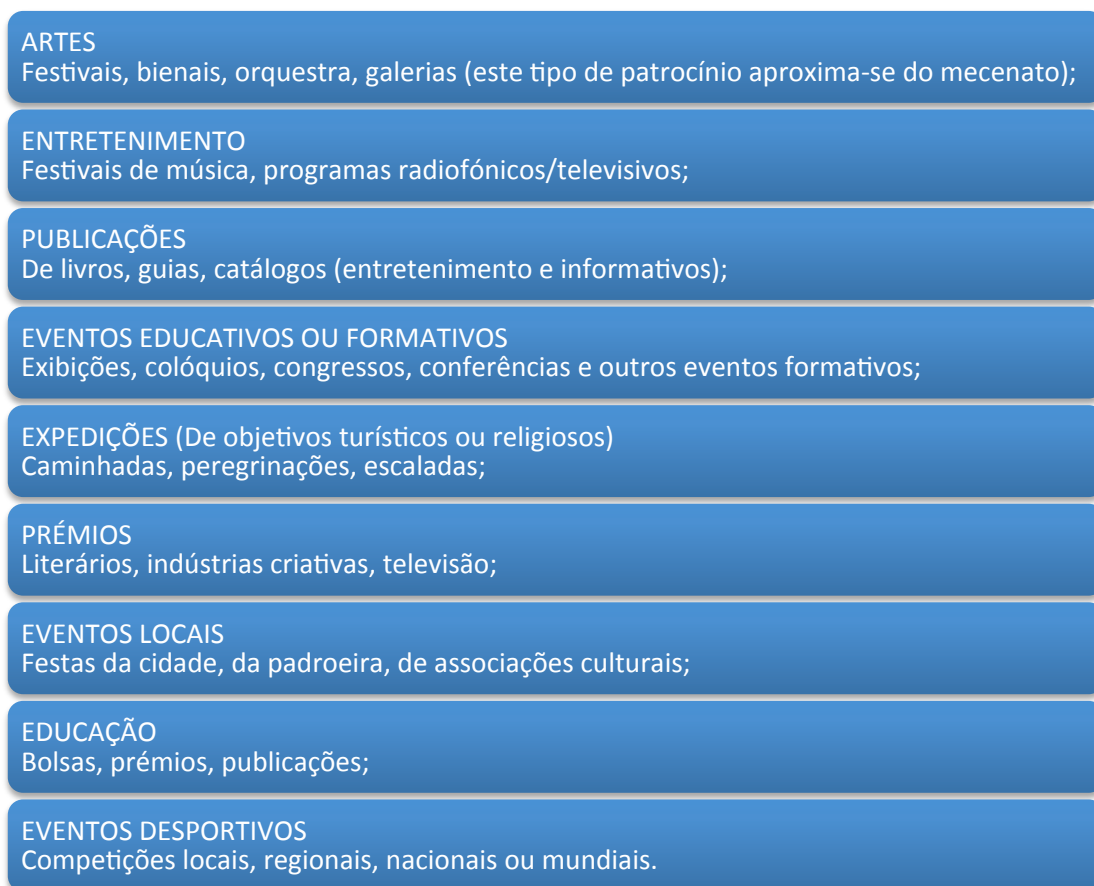 ARTES
Festivais, bienais, orquestra, galerias (este tipo de patrocínio aproxima-se do mecenato);
ENTRETENIMENTO
Festivais de música, programas radiofónicos/televisivos;
PUBLICAÇÕES
De livros, guias, catálogos (entretenimento e informativos);
EVENTOS EDUCATIVOS OU FORMATIVOS
Exibições, colóquios, congressos, conferências e outros eventos formativos;
EXPEDIÇÕES (De objetivos turísticos ou religiosos)
Caminhadas, peregrinações, escaladas;
PRÉMIOS
Literários, indústrias criativas, televisão;
EVENTOS LOCAIS
Festas da cidade, da padroeira, de associações culturais;
EDUCAÇÃO
Bolsas, prémios, publicações;
EVENTOS DESPORTIVOS
Competições locais, regionais, nacionais ou mundiais.